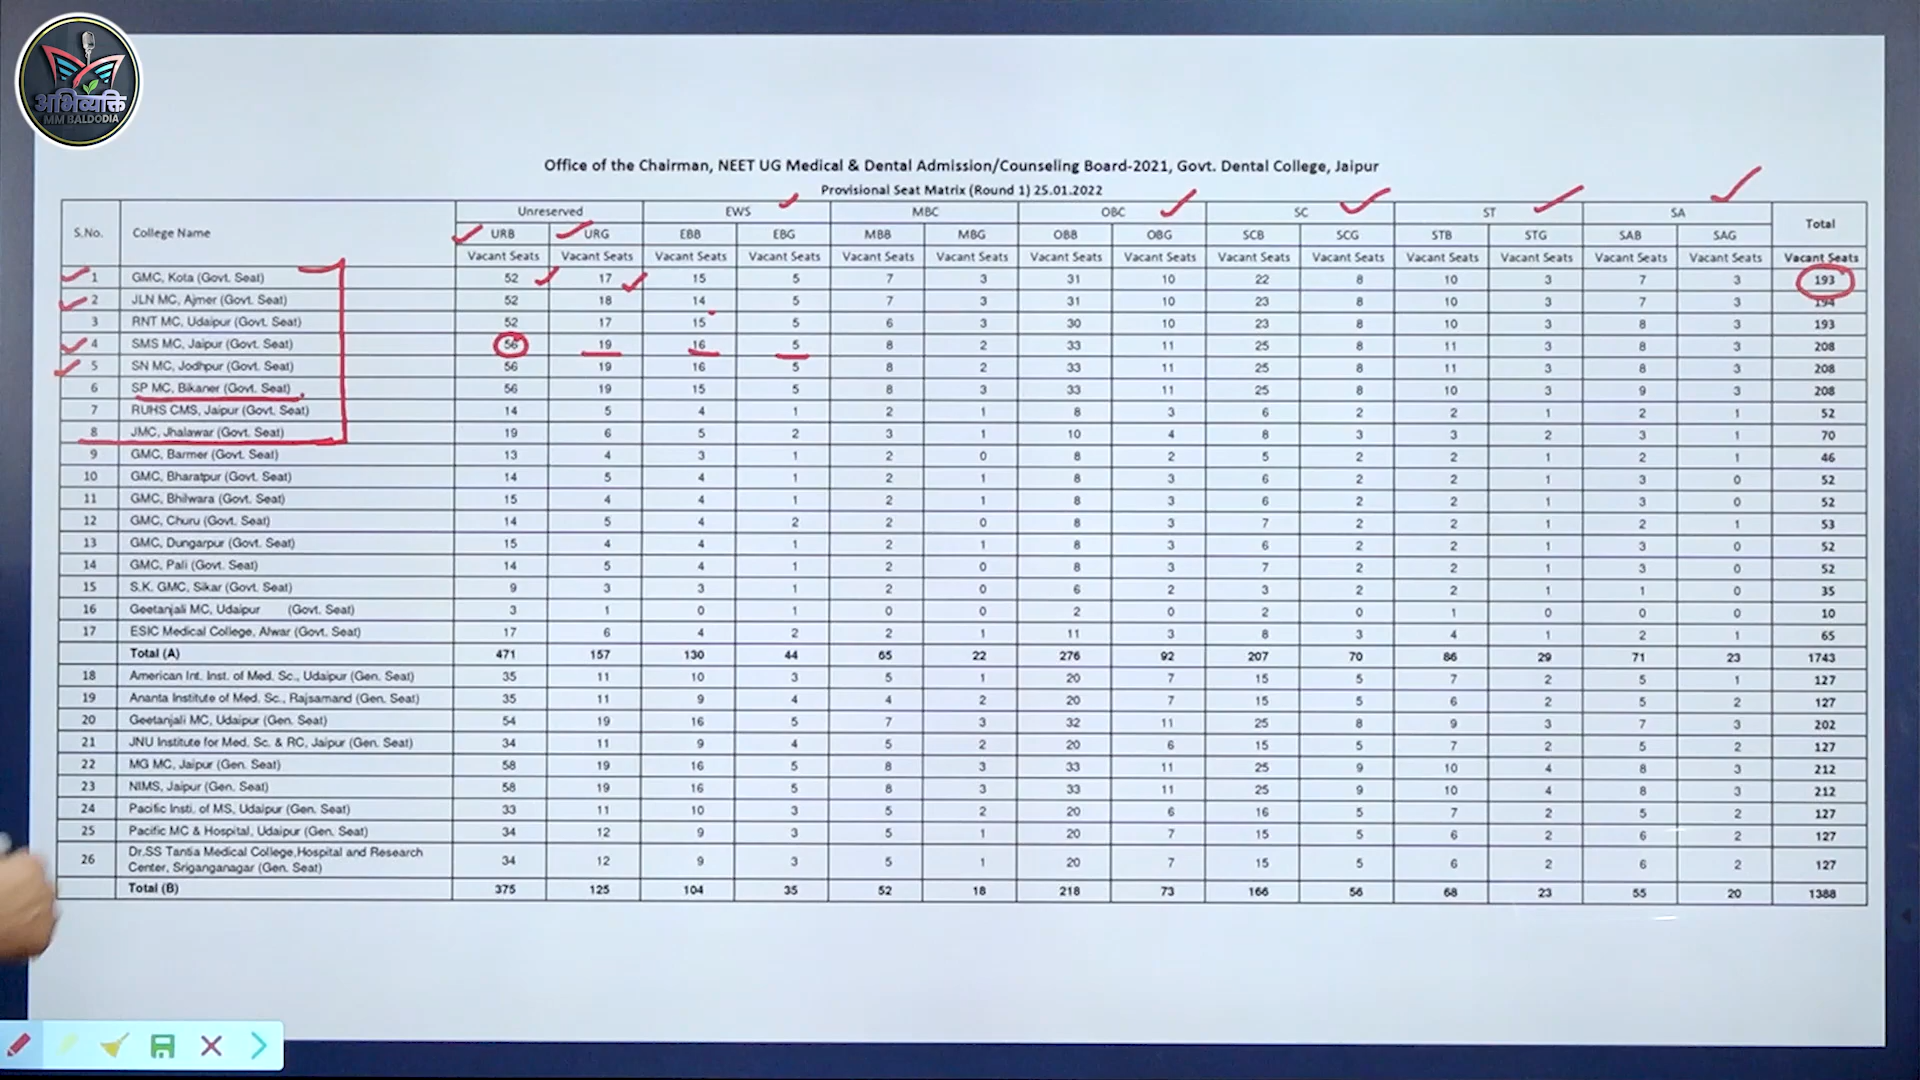 अभिव्यक्ति
MM BALDODIA
Office of the Chairman, NEET UG Medical & Dental Admission/Counseling Board-2021, Govt. Dental College, Jaipur
Provisional Seat Matrix (Round 1) 25.01.2022
S.No. College Name Unreserved EWS MBC OBC SC ST SA Total
URB URG EBB EBG MBB MBG OBB OBG SCB SCG STB STG SAB SAG
Vacant Seats Vacant Seats Vacant Seats Vacant Seats Vacant Seats Vacant Seats Vacant Seats Vacant Seats Vacant Seats Vacant Seats Vacant Seats Vacant Seats Vacant Seats Vacant Seats Vacant Seats
1 GMC, Kota (Govt. Seat) 52 17 15 5 7 3 31 10 22 8 10 3 7 3 193
2 JLN MC, Ajmer (Govt. Seat) 52 18 14 5 7 3 31 10 23 8 10 3 7 3 194
3 RNT MC, Udaipur (Govt. Seat) 52 17 15 5 6 3 30 10 23 8 10 3 8 3 193
4 SMS MC, Jaipur (Govt. Seat) 56 19 16 5 8 2 33 11 25 8 11 3 8 3 208
5 SN MC, Jodhpur (Govt. Seat) 56 19 16 5 8 2 33 11 25 8 11 3 8 3 208
6 SP MC, Bikaner (Govt. Seat) 56 19 15 5 8 3 33 11 25 8 10 3 9 3 208
7 RUHS CMS, Jaipur (Govt. Seat) 14 5 4 1 2 1 8 3 6 2 2 1 2 1 52
8 JMC, Jhalawar (Govt. Seat) 19 6 5 2 3 1 10 4 8 3 3 2 3 1 70
9 GMC, Barmer (Govt. Seat) 13 4 3 1 2 0 8 2 5 2 2 1 2 1 46
10 GMC, Bharatpur (Govt. Seat) 14 5 4 1 2 1 8 3 6 2 2 1 3 0 52
11 GMC, Bhilwara (Govt. Seat) 15 4 4 1 2 1 8 3 6 2 2 1 3 0 52
12 GMC, Churu (Govt. Seat) 14 5 4 2 2 0 8 3 7 2 2 1 2 1 53
13 GMC, Dungarpur (Govt. Seat) 15 4 4 1 2 1 8 3 6 2 2 1 3 0 52
14 GMC, Pali (Govt. Seat) 14 5 4 1 2 0 8 3 7 2 2 1 3 0 52
15 S.K. GMC, Sikar (Govt. Seat) 9 3 3 1 2 0 6 2 3 2 2 1 1 0 35
16 Geetanjali MC, Udaipur (Govt. Seat) 3 1 0 1 0 0 2 0 2 0 1 0 0 0 10
17 ESIC Medical College, Alwar (Govt. Seat) 17 6 4 2 2 1 11 3 8 3 4 1 2 1 65
Total (A) 471 157 130 44 65 22 276 92 207 70 86 29 71 23 1743
18 American Int. Inst. of Med. Sc., Udaipur (Gen. Seat) 35 11 10 3 5 1 20 7 15 5 7 2 5 1 127
19 Ananta Institute of Med. Sc., Rajsamand (Gen. Seat) 35 11 9 4 4 2 20 7 15 5 6 2 5 2 127
20 Geetanjali MC, Udaipur (Gen. Seat) 54 19 16 5 7 3 32 11 25 8 9 3 7 3 202
21 JNU Institute for Med. Sc. & RC, Jaipur (Gen. Seat) 34 11 9 4 5 2 20 6 15 5 7 2 5 2 127
22 MG MC, Jaipur (Gen. Seat) 58 19 16 5 8 3 33 11 25 9 10 4 8 3 212
23 NIMS, Jaipur (Gen. Seat) 58 19 16 5 8 3 33 11 25 9 10 4 8 3 212
24 Pacific Insti. of MS, Udaipur (Gen. Seat) 33 11 10 3 5 2 20 6 16 5 7 2 5 2 127
25 Pacific MC & Hospital, Udaipur (Gen. Seat) 34 12 9 3 5 1 20 7 15 5 6 2 6 2 127
26 Dr.SS Tantia Medical College,Hospital and Research
Center, Sriganganagar (Gen. Seat) 34 12 9 3 5 1 20 7 15 5 6 2 6 2 127
Total (B) 375 125 104 35 52 18 218 73 166 56 68 23 55 20 1388